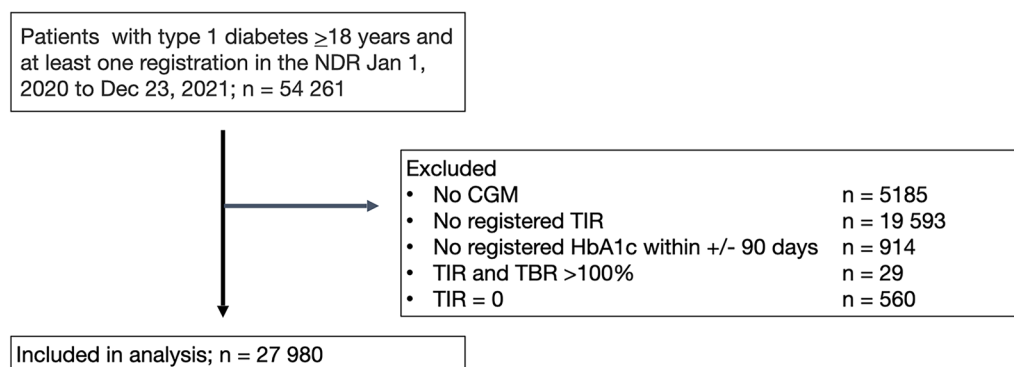 Patients with type 1 diabetes ≥18 years and
at least one registration in the NDR Jan 1,
2020 to Dec 23, 2021; n = 54 261
Excluded
• No CGM n = 5185
• No registered TIR n = 19 593
• No registered HbA1c within +/- 90 days n = 914
• TIR and TBR >100% n = 29
• TIR = 0 n = 560
Included in analysis; n = 27 980